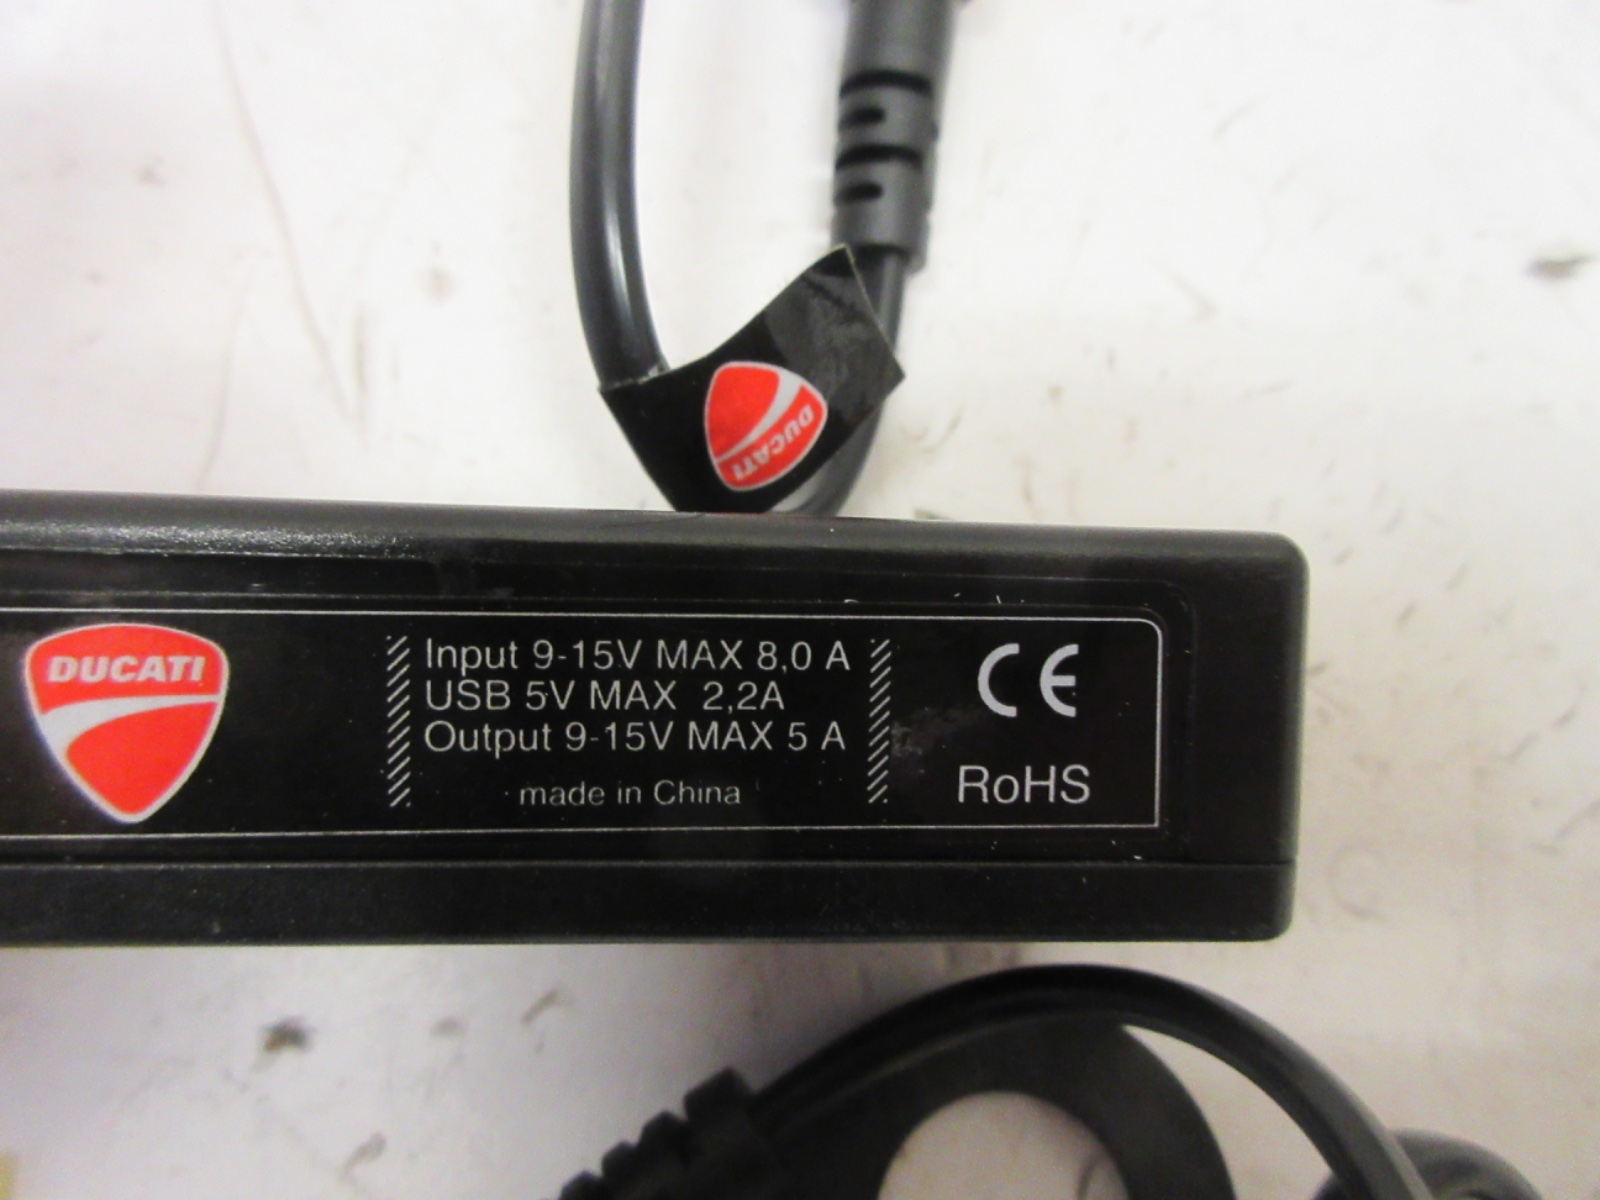 DUCATI
DUCATI
Input 9-15V MAX 8,0 A
USB 5V MAX 2,2A
Output 9-15V MAX 5 A
made in China
CE
RoHS